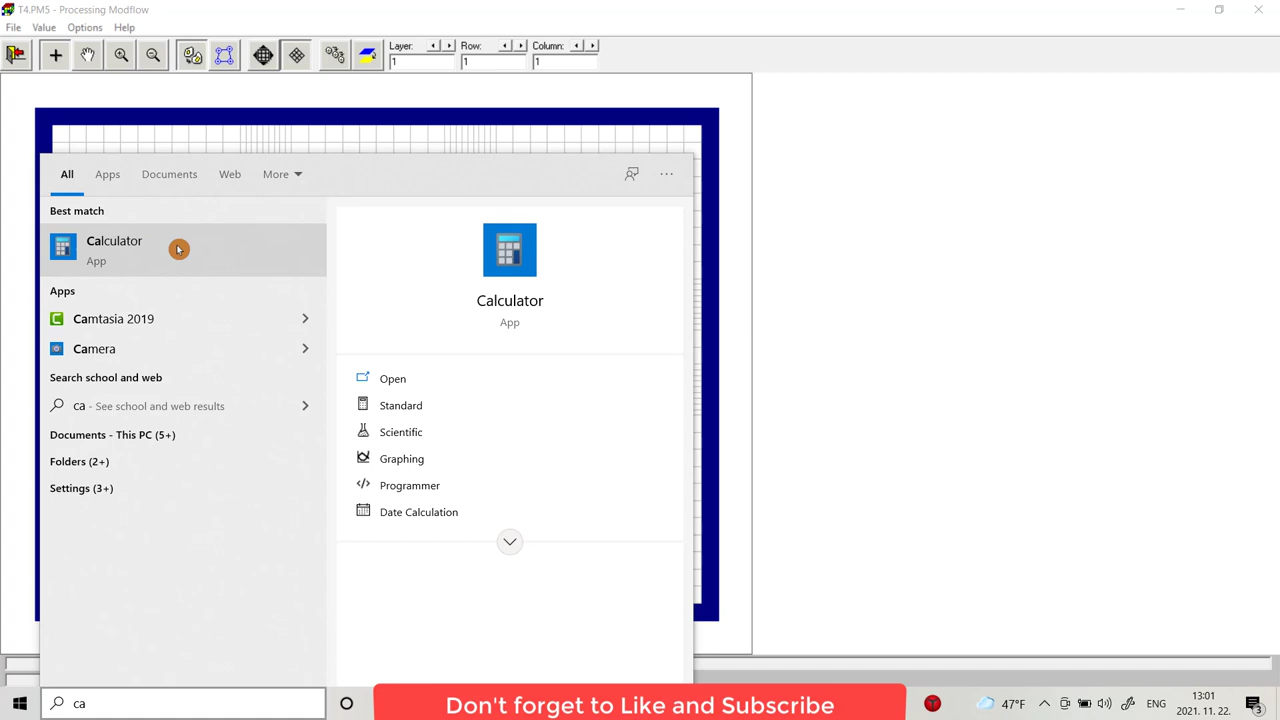 T4.PM5 - Processing Modflow
File Value Options Help
Layer: Row: Column:
1 1 1
All Apps Documents Web More
Best match
Calculator
App
Apps
Camtasia 2019
Camera
Search school and web
ca - See school and web results
Documents - This PC (5+)
Folders (2+)
Settings (3+)
Calculator
App
Open
Standard
Scientific
Graphing
Programmer
Date Calculation
ca
Don't forget to Like and Subscribe
47°F
ENG
13:01
2021. 11. 22.
3